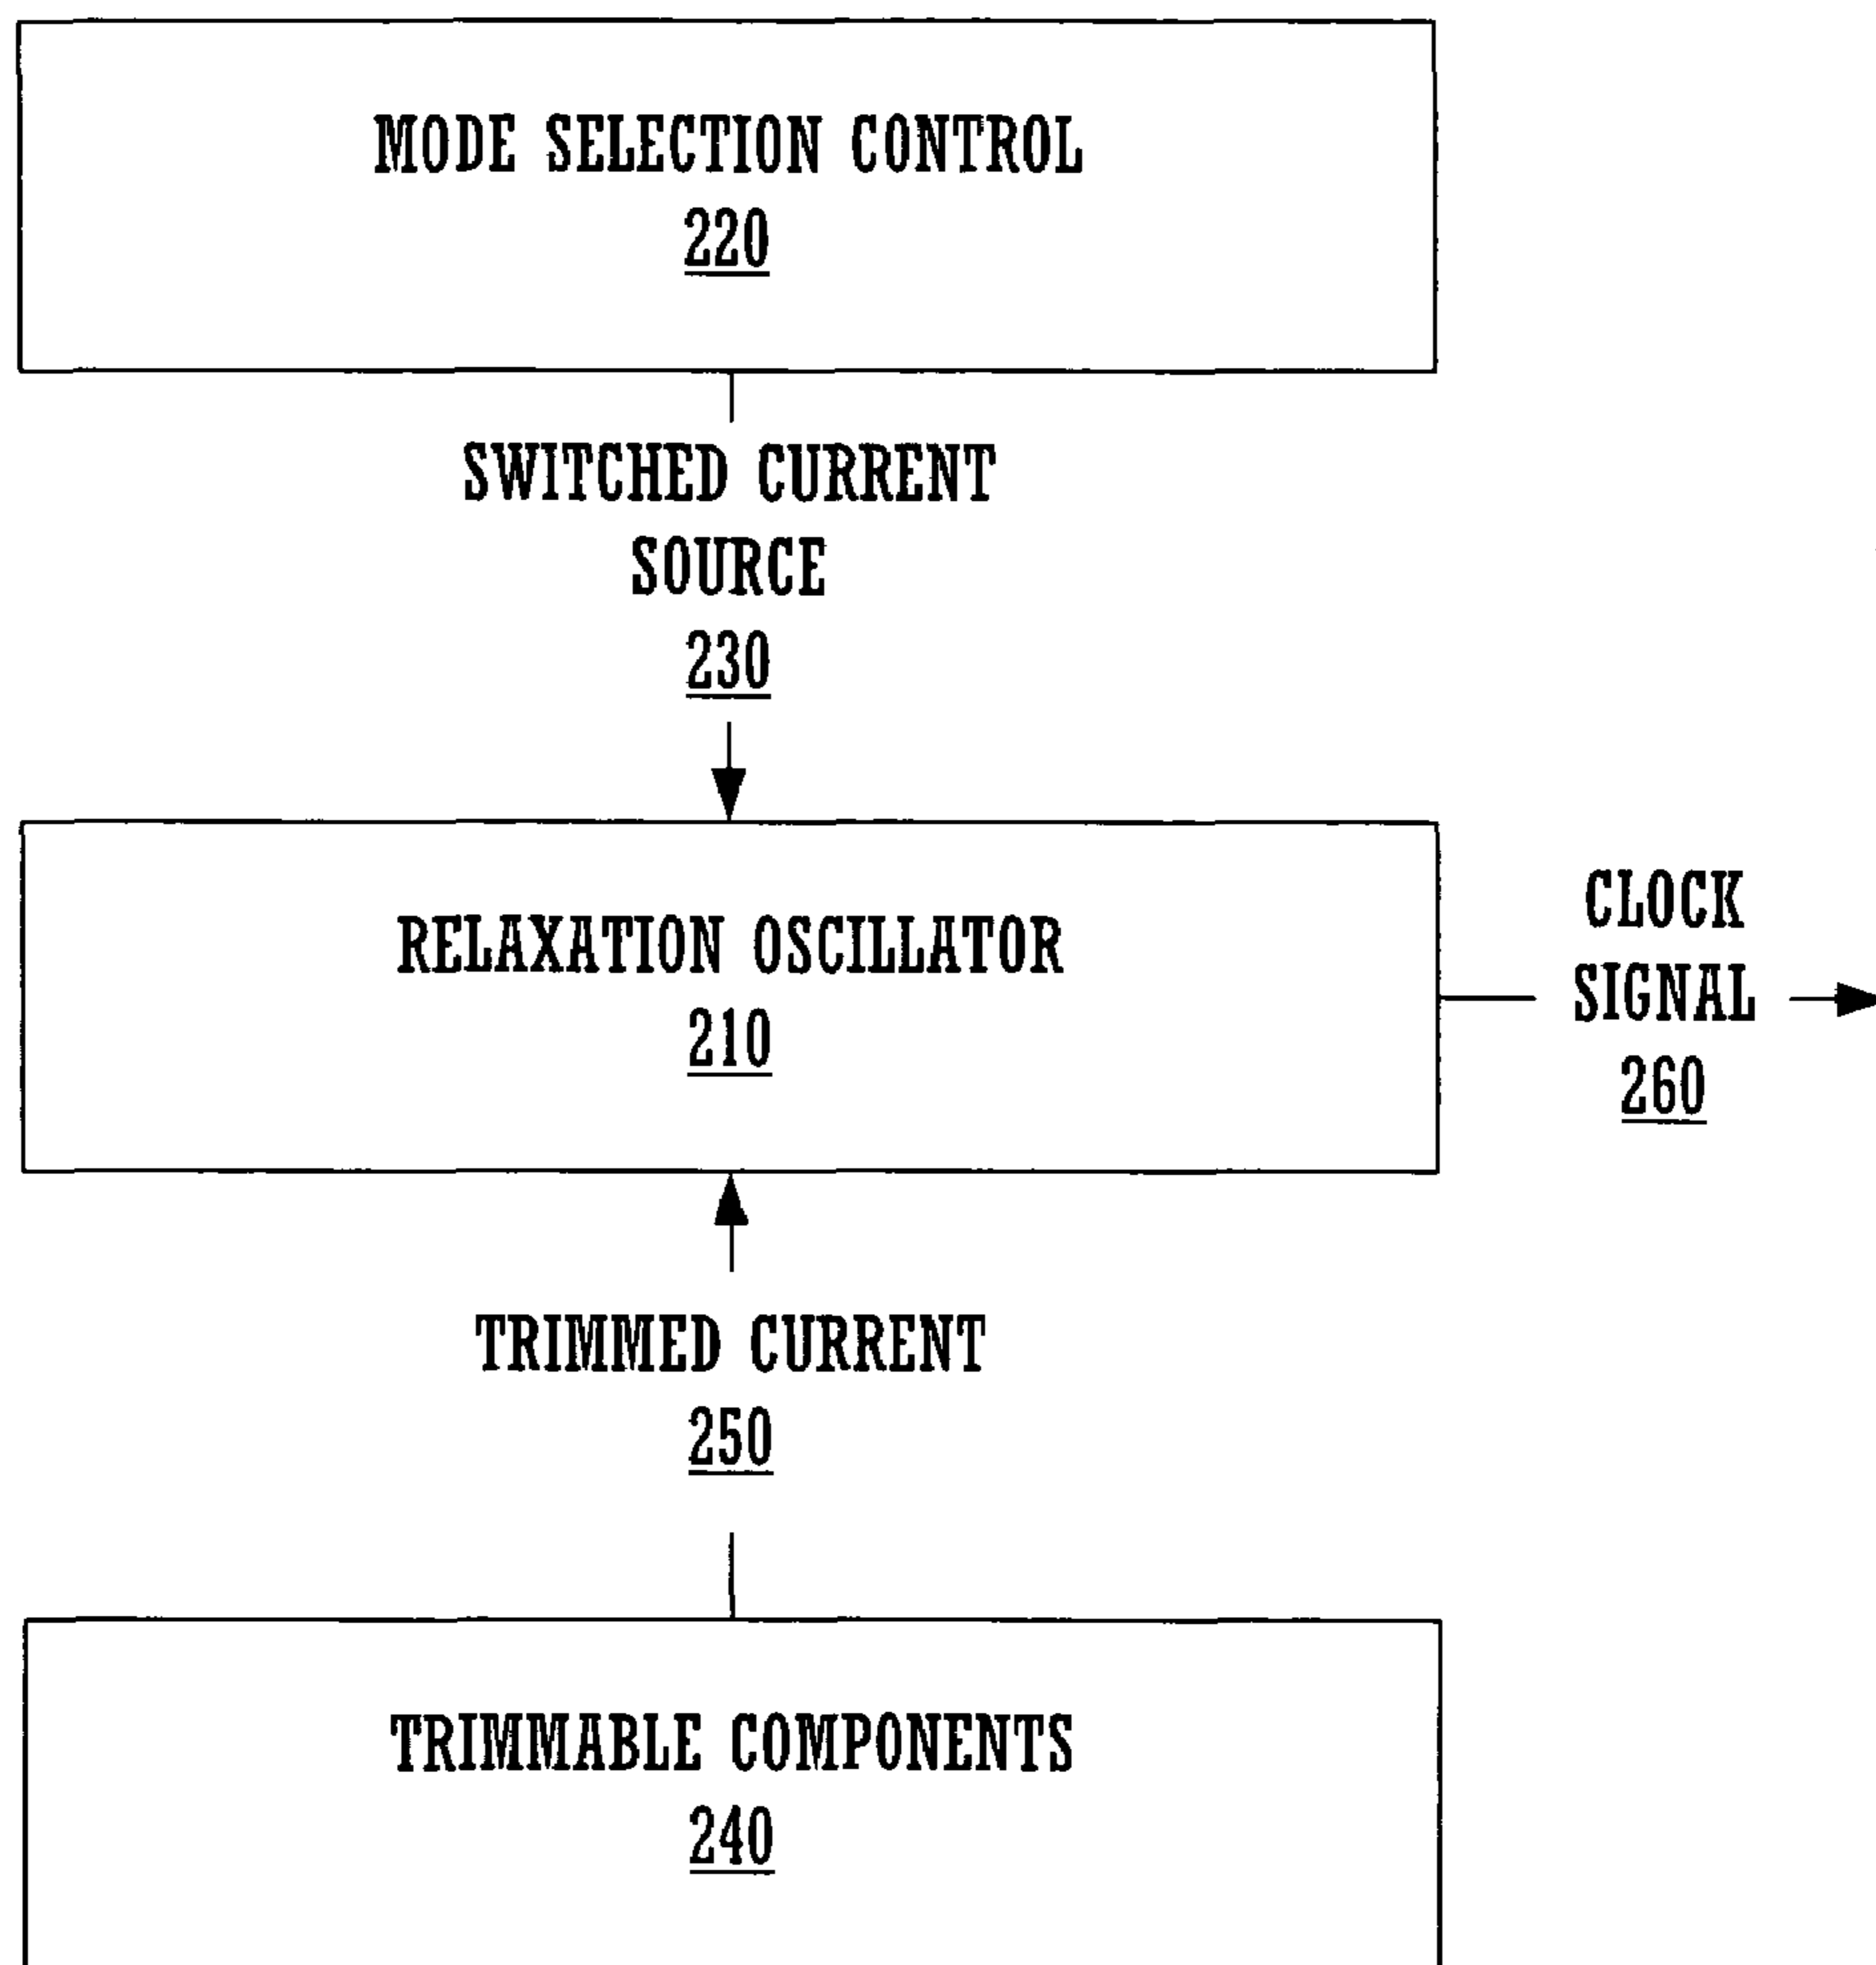 MODE SELECTION CONTROL
220
SWITCHED CURRENT
SOURCE
230
RELAXATION OSCILLATOR
210
CLOCK
SIGNAL
260
TRIMMED CURRENT
250
TRIMMABLE COMPONENTS
240